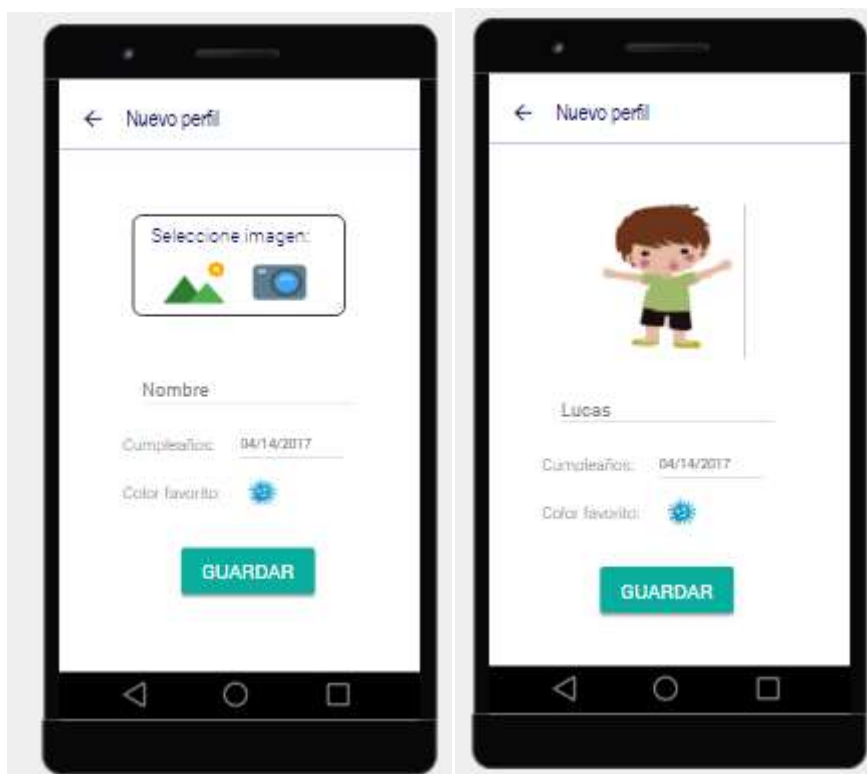 Nuevo perfil
Seleccione imagen:
Nombre
Cumpleaños: 04/14/2017
Color favorito:
GUARDAR
Nuevo perfil
Lucas
Cumpleaños: 04/14/2017
Color favorito:
GUARDAR